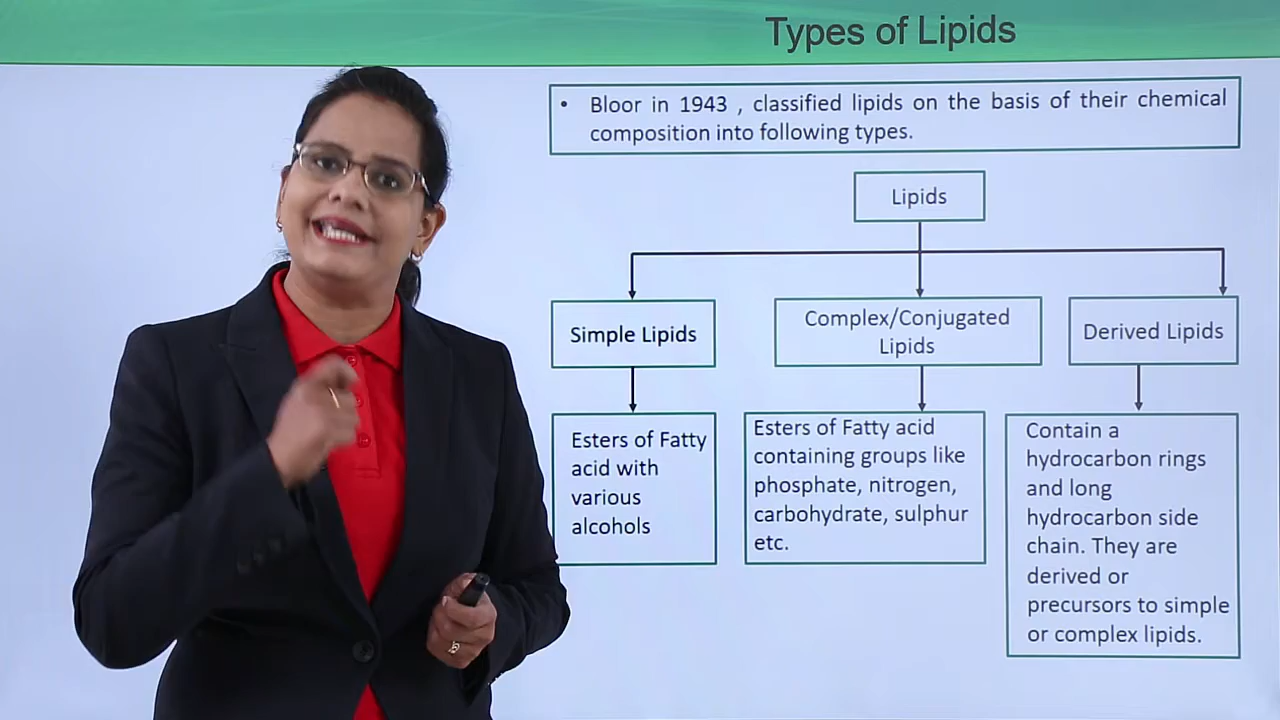 Types of Lipids
• Bloor in 1943 , classified lipids on the basis of their chemical
composition into following types.
Lipids
Simple Lipids
Complex/Conjugated
Lipids
Derived Lipids
Esters of Fatty
acid with
various
alcohols
Esters of Fatty acid
containing groups like
phosphate, nitrogen,
carbohydrate, sulphur
etc.
Contain a
hydrocarbon rings
and long
hydrocarbon side
chain. They are
derived or
precursors to simple
or complex lipids.